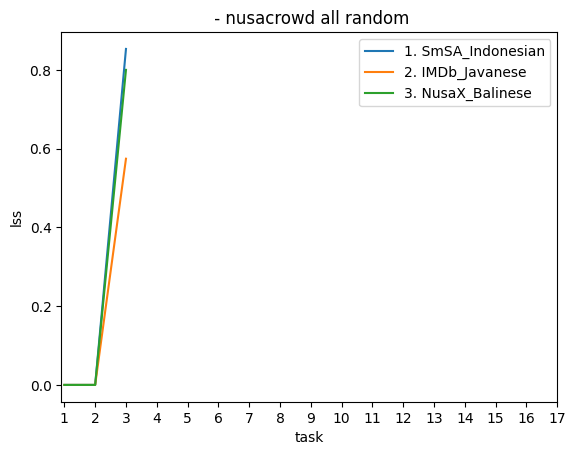 - nusacrowd all random
1. SmSA_Indonesian
2. IMDb_Javanese
3. NusaX_Balinese
0.8
0.6
0.4
0.2
0.0
lss
1 2 3 4 5 6 7 8 9 10 11 12 13 14 15 16 17
task